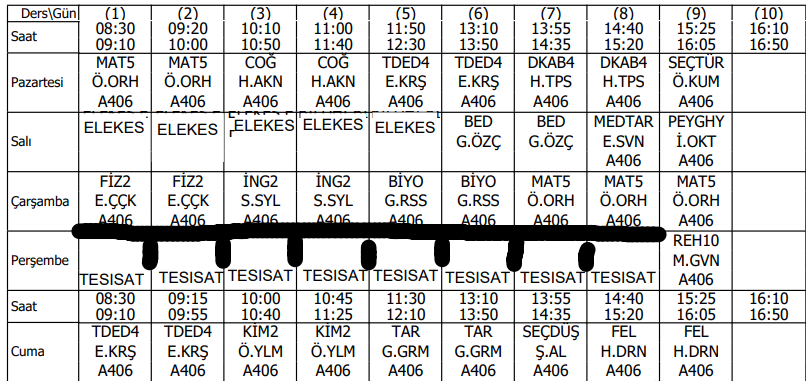 Ders\Gün (1) (2) (3) (4) (5) (6) (7) (8) (9) (10)
Saat 08:30 09:20 10:10 11:00 11:50 13:10 13:55 14:40 15:25 16:10
09:10 10:00 10:50 11:40 12:30 13:50 14:35 15:20 16:05 16:50
MAT5 MAT5 COĞ COĞ TDED4 TDED4 DKAB4 DKAB4 SEÇTÜR
Pazartesi Ö.ORH Ö.ORH H.AKN H.AKN E.KRŞ E.KRŞ H.TPS H.TPS Ö.KUM
A406 A406 A406 A406 A406 A406 A406 A406 A406
ELEKES ELEKES ELEKES ELEKES ELEKES BED BED MEDTAR PEYGHY
Salı G.ÖZÇ G.ÖZÇ E.SVN İ.OKT
A406 A406
FİZ2 FİZ2 İNG2 İNG2 BİYO BİYO MAT5 MAT5 MAT5
Çarşamba E.ÇÇK E.ÇÇK S.SYL S.SYL G.RSS G.RSS Ö.ORH Ö.ORH Ö.ORH
A406 A406 A406 A406 A406 A406 A406 A406 A406
REH10
Perşembe M.GVN
TESISAT TESISAT TESISAT TESISAT TESISAT TESISAT TESISAT TESISAT A406
Saat 08:30 09:15 10:00 10:45 11:30 13:10 13:55 14:40 15:25 16:10
09:10 09:55 10:40 11:25 12:10 13:50 14:35 15:20 16:05 16:50
TDED4 TDED4 KİM2 KİM2 TAR TAR SEÇDÜŞ FEL FEL
Cuma E.KRŞ E.KRŞ Ö.YLM Ö.YLM G.GRM G.GRM Ş.AL H.DRN H.DRN
A406 A406 A406 A406 A406 A406 A406 A406 A406